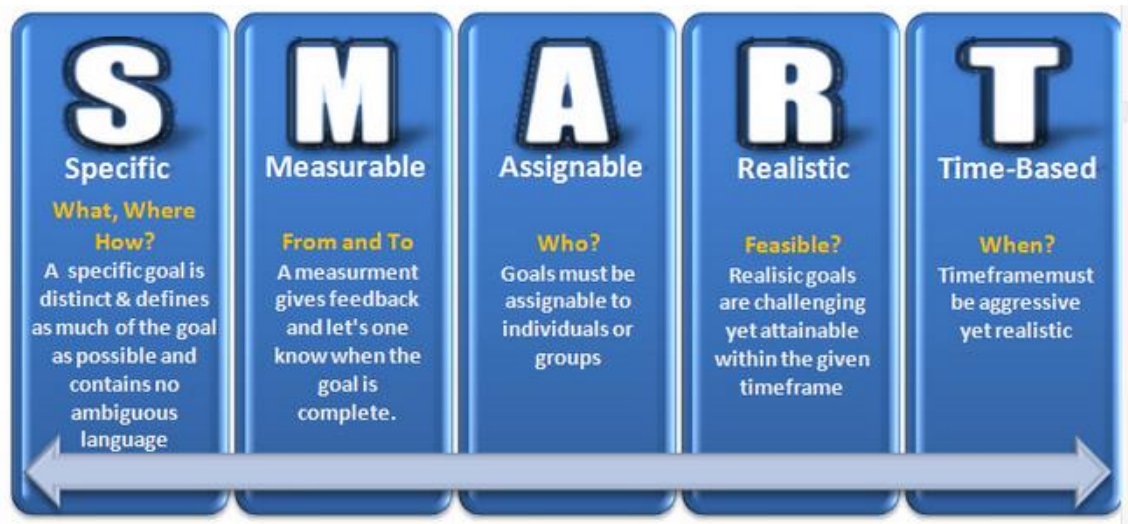 S
Specific
What, Where
How?
A specific goal is
distinct & defines
as much of the goal
as possible and
contains no
ambiguous
language
M
Measurable
From and To
A measurment
gives feedback
and let's one
know when the
goal is
complete.
A
Assignable
Who?
Goals must be
assignable to
individuals or
groups
R
Realistic
Feasible?
Realisic goals
are challenging
yet attainable
within the given
timeframe
T
Time-Based
When?
Timeframemust
be aggressive
yet realistic